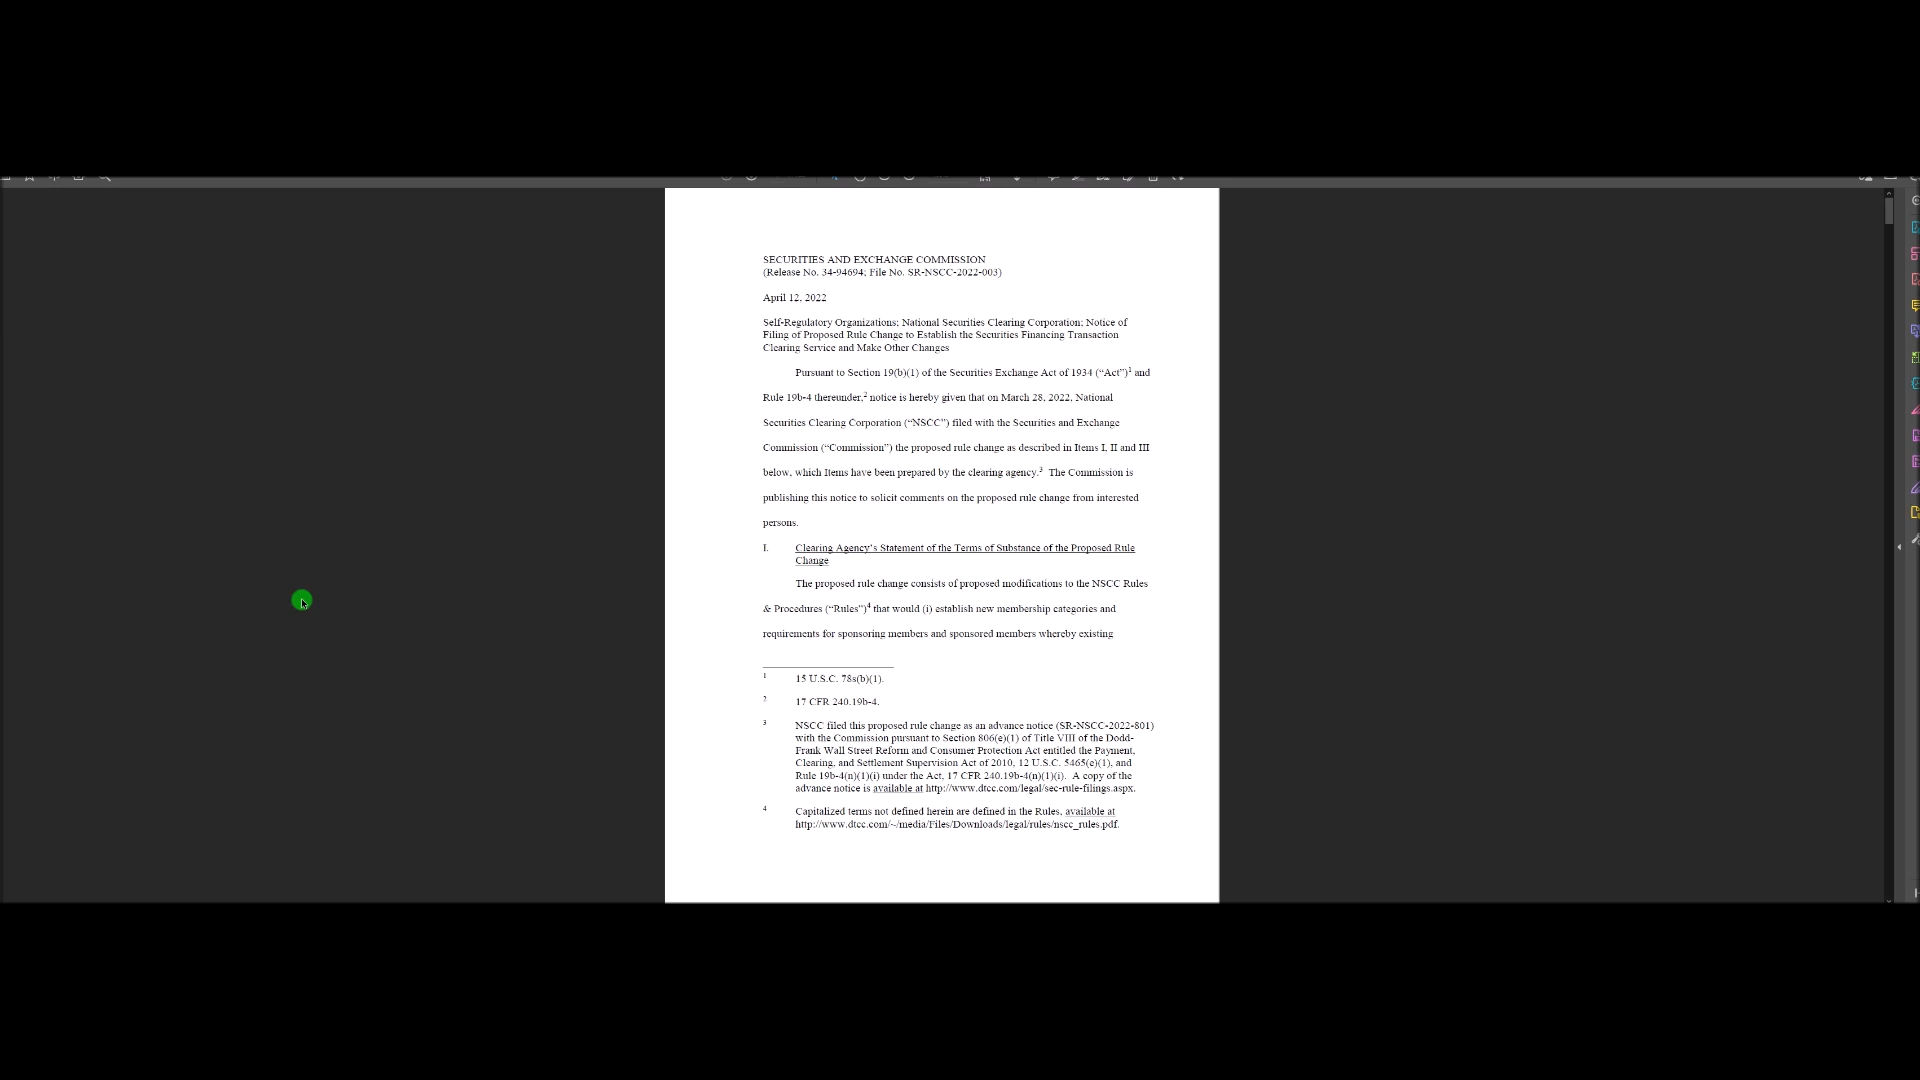 SECURITIES AND EXCHANGE COMMISSION
(Release No. 34-94694; File No. SR-NSCC-2022-003)
April 12, 2022
Self-Regulatory Organizations; National Securities Clearing Corporation; Notice of
Filing of Proposed Rule Change to Establish the Securities Financing Transaction
Clearing Service and Make Other Changes
Pursuant to Section 19(b)(1) of the Securities Exchange Act of 1934 (“Act”)1 and
Rule 19b-4 thereunder,2 notice is hereby given that on March 28, 2022, National
Securities Clearing Corporation (“NSCC”) filed with the Securities and Exchange
Commission (“Commission”) the proposed rule change as described in Items I, II and III
below, which Items have been prepared by the clearing agency.3 The Commission is
publishing this notice to solicit comments on the proposed rule change from interested
persons.
I. Clearing Agency’s Statement of the Terms of Substance of the Proposed Rule
Change
The proposed rule change consists of proposed modifications to the NSCC Rules
& Procedures (“Rules”)4 that would (i) establish new membership categories and
requirements for sponsoring members and sponsored members whereby existing
1 15 U.S.C. 78s(b)(1).
2 17 CFR 240.19b-4.
3 NSCC filed this proposed rule change as an advance notice (SR-NSCC-2022-801)
with the Commission pursuant to Section 806(e)(1) of Title VIII of the Dodd-
Frank Wall Street Reform and Consumer Protection Act entitled the Payment,
Clearing, and Settlement Supervision Act of 2010, 12 U.S.C. 5465(e)(1), and
Rule 19b-4(n)(1)(i) under the Act, 17 CFR 240.19b-4(n)(1)(i). A copy of the
advance notice is available at http://www.dtcc.com/legal/sec-rule-filings.aspx.
4 Capitalized terms not defined herein are defined in the Rules, available at
http://www.dtcc.com/~/media/Files/Downloads/legal/rules/nscc_rules.pdf.